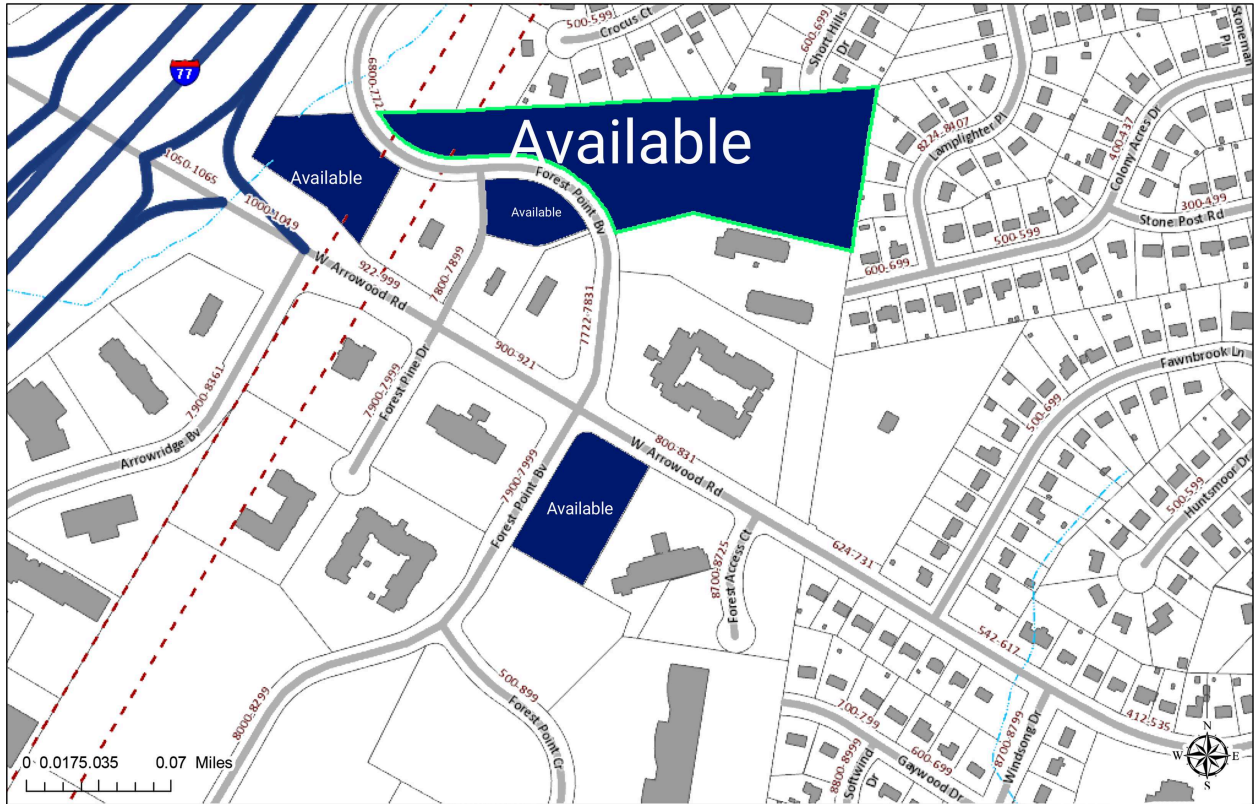 500-599
Crocus Ct
600-699
Short Hills
Dr
Stoneman
Pl
77
6800-772
Available
8224-8407
Lamplighter Pl
400-437
Colony Acres Dr
1050-1065
Available
Forest Point Bv
Available
300-499
Stone Post Rd
1000-1049
500-599
600-699
W Arrowood Rd
922-999
7800-7899
7722-7831
900-921
Fawnbrook Ln
7900-8361
7900-7999
Forest Pine Dr
500-699
Arrowridge Bv
800-831
W Arrowood Rd
7900-7999
Forest Point Bv
Available
500-599
Huntsmoor Dr
624-731
8700-8725
Forest Access Ct
542-617
8000-8299
500-899
Forest Point Cr
700-799
600-699
Gaywood Dr
8800-8999
Softwind
Dr
8700-8799
Windsong Dr
412-535
0 0.0175.035 0.07 Miles
N
W E
S